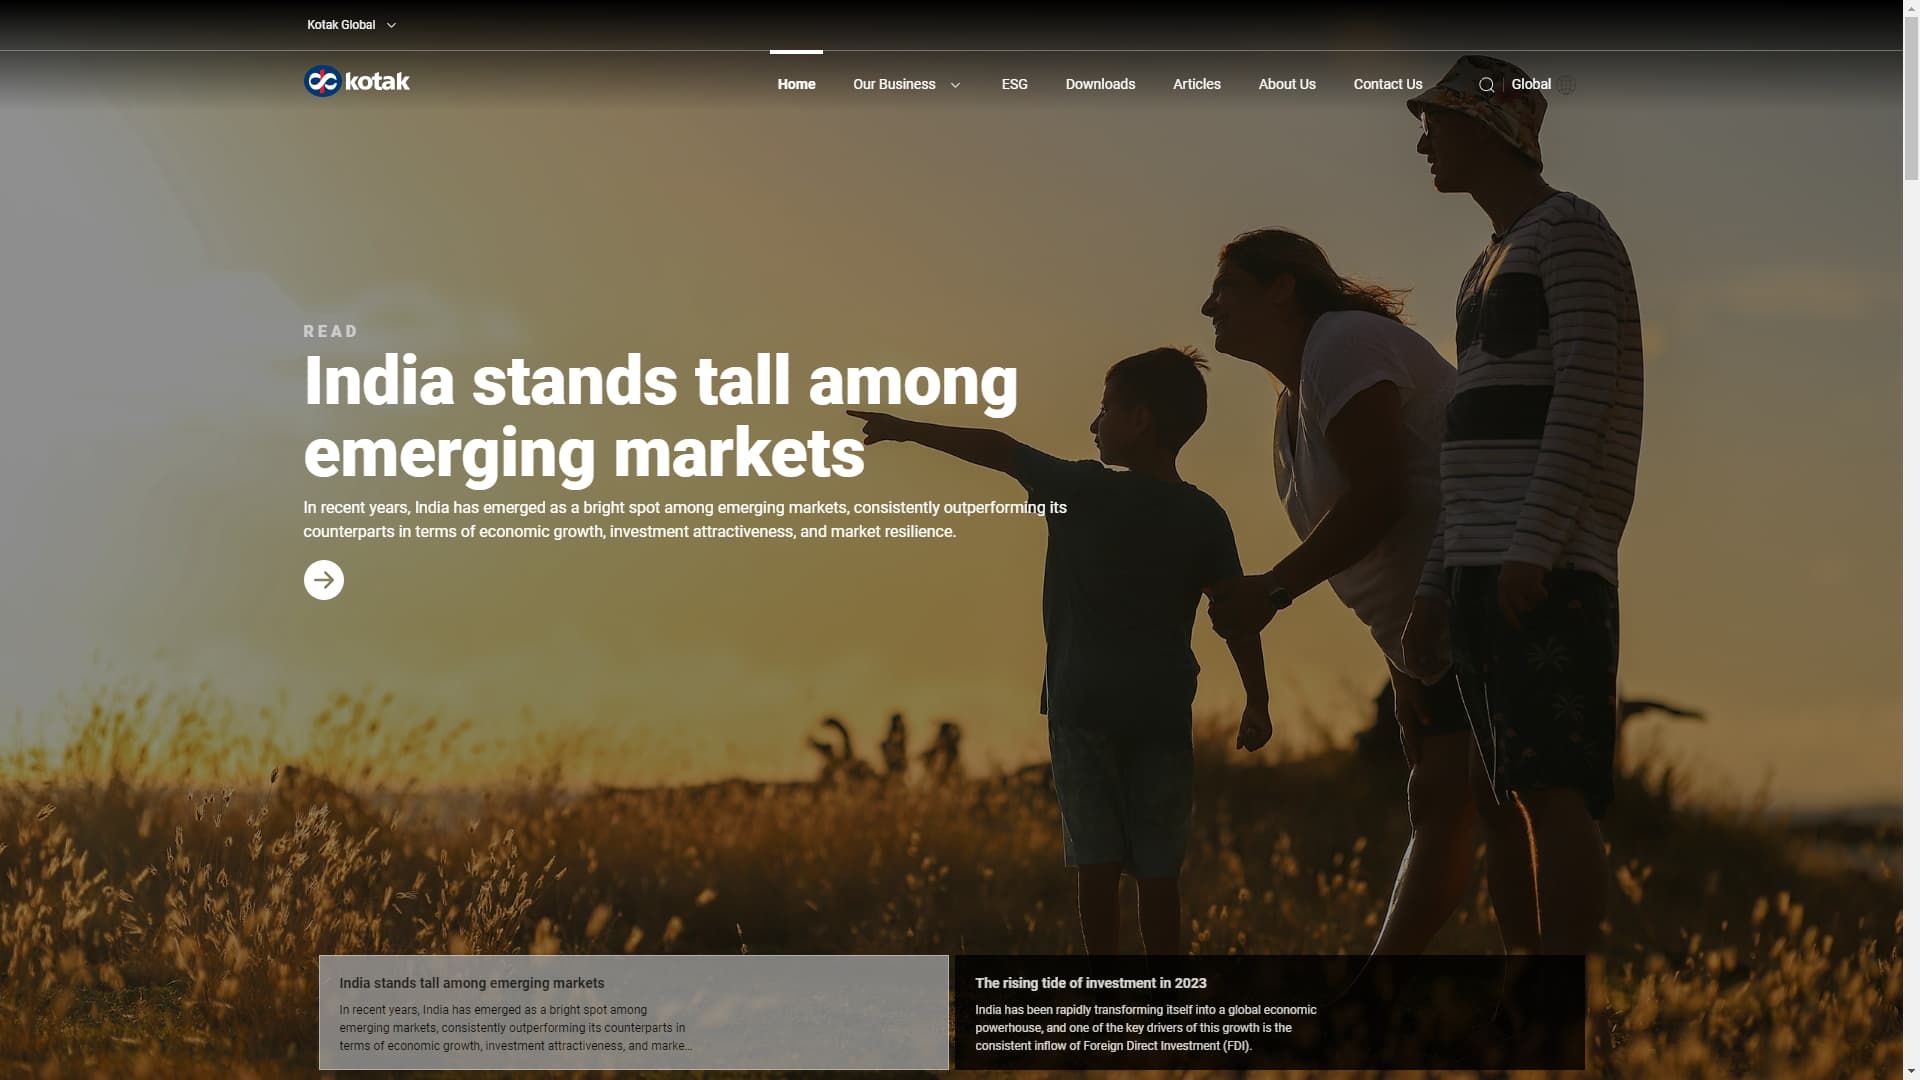 Kotak Global
kotak
Home
Our Business
ESG
Downloads
Articles
About Us
Contact Us
Global
READ
India stands tall among
emerging markets
In recent years, India has emerged as a bright spot among emerging markets, consistently outperforming its
counterparts in terms of economic growth, investment attractiveness, and market resilience.
India stands tall among emerging markets
In recent years, India has emerged as a bright spot among
emerging markets, consistently outperforming its counterparts in
terms of economic growth, investment attractiveness, and marke...
The rising tide of investment in 2023
India has been rapidly transforming itself into a global economic
powerhouse, and one of the key drivers of this growth is the
consistent inflow of Foreign Direct Investment (FDI).